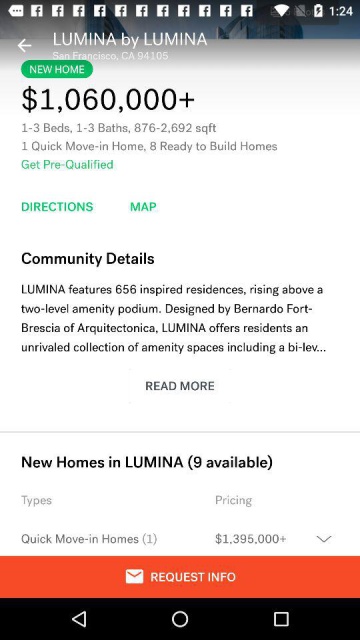 1:24
LUMINA by LUMINA
San Francisco, CA 94105
NEW HOME
$1,060,000+
1-3 Beds, 1-3 Baths, 876-2,692 sqft
1 Quick Move-in Home, 8 Ready to Build Homes
Get Pre-Qualified
DIRECTIONS MAP
Community Details
LUMINA features 656 inspired residences, rising above a
two-level amenity podium. Designed by Bernardo Fort-
Brescia of Arquitectonica, LUMINA offers residents an
unrivaled collection of amenity spaces including a bi-lev...
READ MORE
New Homes in LUMINA (9 available)
Types Pricing
Quick Move-in Homes (1) $1,395,000+
REQUEST INFO